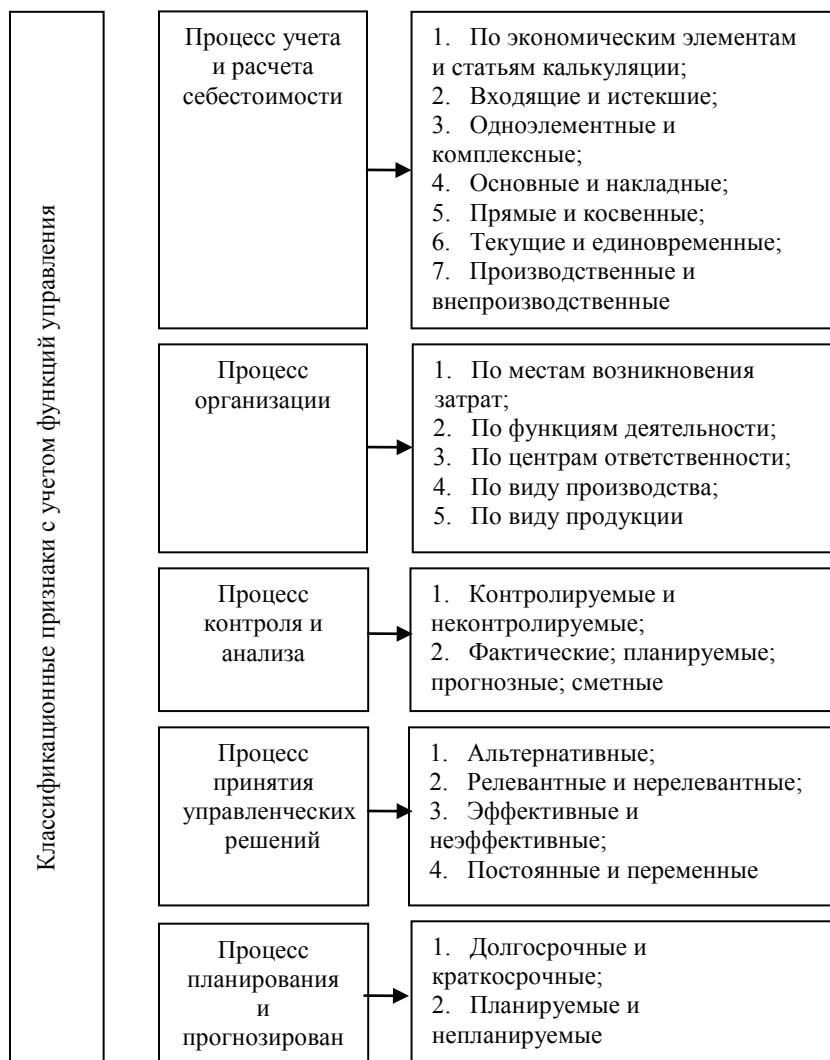 Классификационные признаки с учетом функций управления
Процесс учета
и расчета
себестоимости
1. По экономическим элементам
и статьям калькуляции;
2. Входящие и истекшие;
3. Одноэлементные и
комплексные;
4. Основные и накладные;
5. Прямые и косвенные;
6. Текущие и единовременные;
7. Производственные и
внепроизводственные
Процесс
организации
1. По местам возникновения
затрат;
2. По функциям деятельности;
3. По центрам ответственности;
4. По виду производства;
5. По виду продукции
Процесс
контроля и
анализа
1. Контролируемые и
неконтролируемые;
2. Фактические; планируемые;
прогнозные; сметные
Процесс
принятия
управленческих
решений
1. Альтернативные;
2. Релевантные и нерелевантные;
3. Эффективные и
неэффективные;
4. Постоянные и переменные
Процесс
планирования
и
прогнозирован
1. Долгосрочные и
краткосрочные;
2. Планируемые и
непланируемые